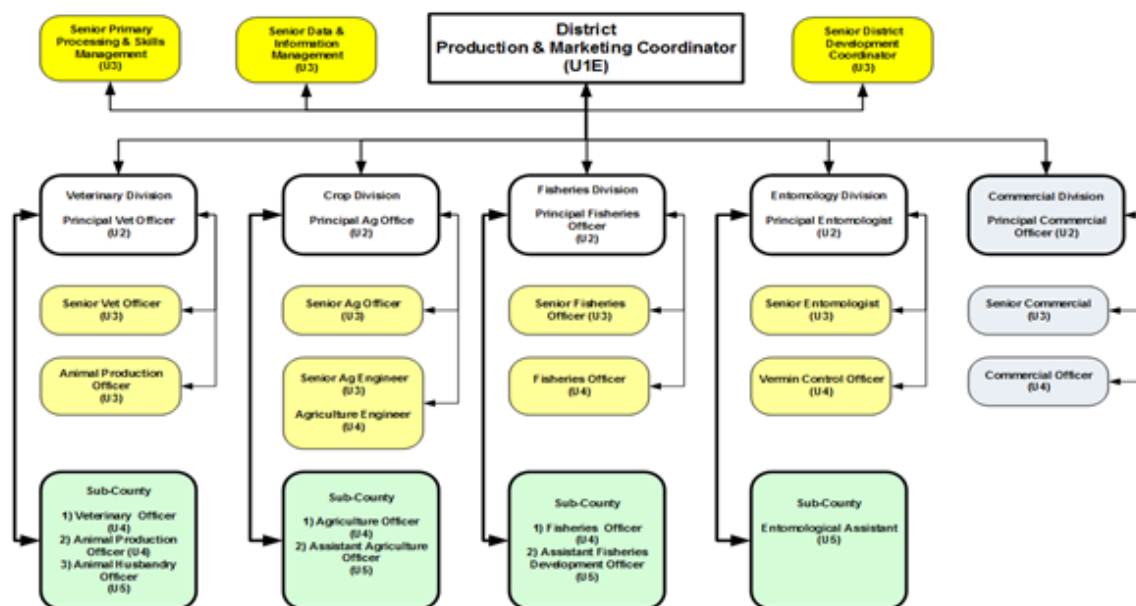 Senior Primary
Processing & Skills
Management
(U3)
Senior Data &
Information
Management
(U3)
District
Production & Marketing Coordinator
(U1E)
Senior District
Development
Coordinator
(U3)
Veterinary Division
Principal Vet Officer
(U2)
Crop Division
Principal Ag Office
(U2)
Fisheries Division
Principal Fisheries
Officer
(U2)
Entomology Division
Principal Entomologist
(U2)
Commercial Division
Principal Commercial
Officer (U2)
Senior Vet Officer
(U3)
Senior Ag Officer
(U3)
Senior Fisheries
Officer (U3)
Senior Entomologist
(U3)
Senior Commercial
(U3)
Animal Production
Officer
(U3)
Senior Ag Engineer
(U3)
Agriculture Engineer
(U4)
Fisheries Officer
(U4)
Vermin Control Officer
(U4)
Commercial Officer
(U4)
Sub-County
1) Veterinary Officer
(U4)
2) Animal Production
Officer (U4)
3) Animal Husbandry
Officer
(U5)
Sub-County
1) Agriculture Officer
(U4)
2) Assistant Agriculture
Officer
(U5)
Sub-County
1) Fisheries Officer
(U4)
2) Assistant Fisheries
Development Officer
(U5)
Sub-County
Entomological Assistant
(U5)